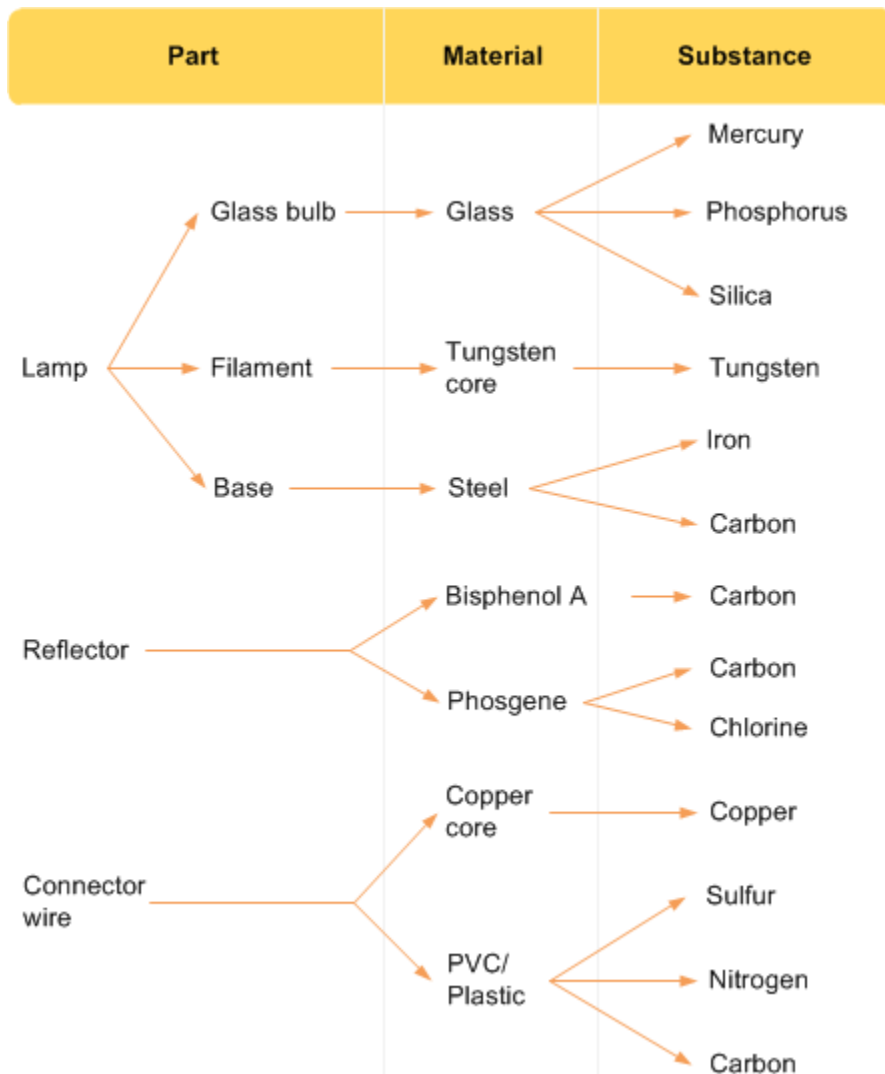 Part Material Substance
Mercury
Glass bulb Glass Phosphorus
Silica
Lamp Filament Tungsten Tungsten
core
Iron
Base Steel
Carbon
Bisphenol A Carbon
Reflector
Carbon
Phosgene
Chlorine
Copper Copper
core
Connector
wire
Sulfur
PVC/
Plastic
Nitrogen
Carbon